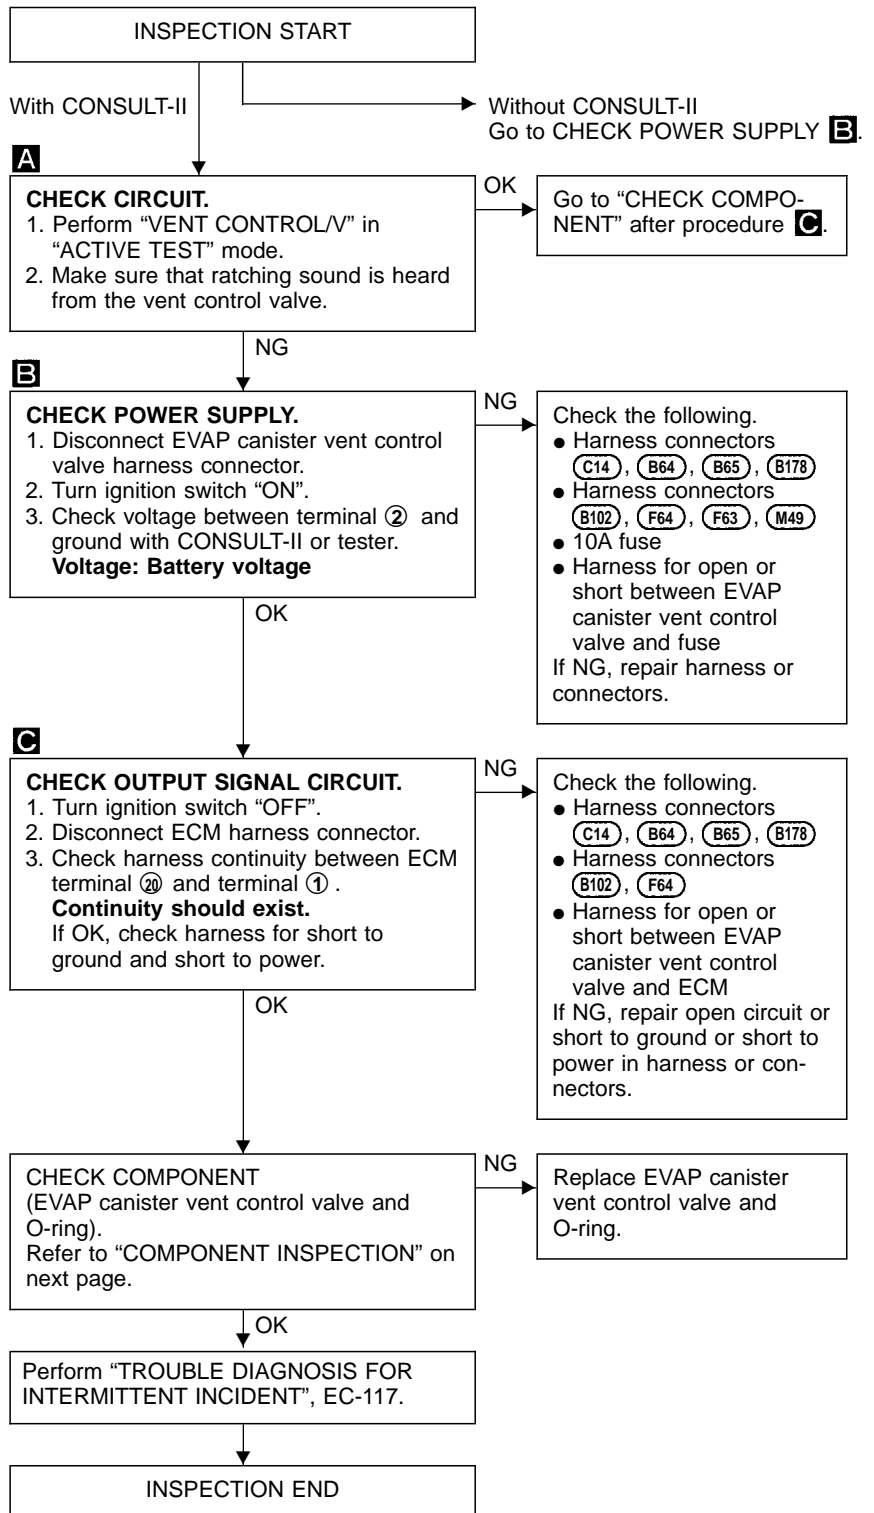 INSPECTION START
With CONSULT-II
Without CONSULT-II
Go to CHECK POWER SUPPLY B.
A
CHECK CIRCUIT.
1. Perform “VENT CONTROL/V” in
“ACTIVE TEST” mode.
2. Make sure that ratching sound is heard
from the vent control valve.
OK
Go to “CHECK COMPO-
NENT” after procedure C.
NG
B
CHECK POWER SUPPLY.
1. Disconnect EVAP canister vent control
valve harness connector.
2. Turn ignition switch “ON”.
3. Check voltage between terminal ② and
ground with CONSULT-II or tester.
Voltage: Battery voltage
NG
Check the following.
● Harness connectors
C14, B64, B65, B178
● Harness connectors
B102, F64, F63, M49
● 10A fuse
● Harness for open or
short between EVAP
canister vent control
valve and fuse
If NG, repair harness or
connectors.
OK
C
CHECK OUTPUT SIGNAL CIRCUIT.
1. Turn ignition switch “OFF”.
2. Disconnect ECM harness connector.
3. Check harness continuity between ECM
terminal ⑳ and terminal ① .
Continuity should exist.
If OK, check harness for short to
ground and short to power.
NG
Check the following.
● Harness connectors
C14, B64, B65, B178
● Harness connectors
B102, F64
● Harness for open or
short between EVAP
canister vent control
valve and ECM
If NG, repair open circuit or
short to ground or short to
power in harness or con-
nectors.
OK
CHECK COMPONENT
(EVAP canister vent control valve and
O-ring).
Refer to “COMPONENT INSPECTION” on
next page.
NG
Replace EVAP canister
vent control valve and
O-ring.
OK
Perform “TROUBLE DIAGNOSIS FOR
INTERMITTENT INCIDENT”, EC-117.
INSPECTION END